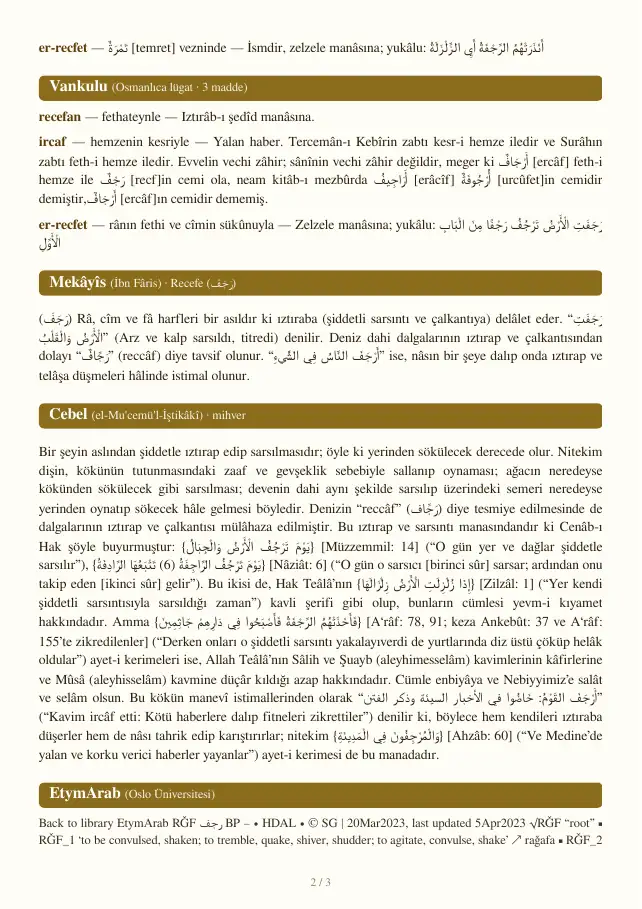 er-recfet — ثَمْرَةٌ [temret] vezninde — İsmdir, zelzele manâsına; yukâlu: أَنْذَرَتْهُمُ الرَّجْفَةُ أَيِ الزَّلْزَلَةُ
Vankulu (Osmanlıca lügat · 3 madde)
recefan — fethateynle — Iztırâb-ı şedîd manâsına.
ircaf — hemzenin kesriyle — Yalan haber. Tercemân-ı Kebîrin zabtı kesr-i hemze iledir ve Surâhın
zabtı feth-i hemze iledir. Evvelin vechi zâhir; sânînin vechi zâhir değildir, meger ki أَرْجَافٌ [ercâf] feth-i
hemze ile رَجَفٌ [recf]in cemi ola, neam kitâb-ı mezbûrda أَرَاجِيفُ [erâcîf] أُرْجُوفَةٌ [urcûfet]in cemidir
demiştir,أَرْجَافٌ [ercâf]ın cemidir dememiş.
er-recfet — rânın fethi ve cîmin sükûnuyla — Zelzele manâsına; yukâlu: رَجَفَتِ الْأَرْضُ تَرْجُفُ رَجْفًا مِنَ الْبَابِ
الْأَوَّلِ
Mekâyîs (İbn Fâris) · Recefe (رَجَفَ)
(رَجَفَ) Râ, cîm ve fâ harfleri bir asıldır ki ıztıraba (şiddetli sarsıntı ve çalkantıya) delâlet eder. “رَجَفَتِ
الْأَرْضُ وَالْقَلْبُ” (Arz ve kalp sarsıldı, titredi) denilir. Deniz dahi dalgalarının ıztırap ve çalkantısından
dolayı “رَجَّافٌ” (reccâf) diye tavsif olunur. “أَرْجَفَ النَّاسُ فِي الشَّيْءِ” ise, nâsın bir şeye dalıp onda ıztırap ve
telâşa düşmeleri hâlinde istimal olunur.
Cebel (el-Mu'cemü'l-İştikâkî) · mihver
Bir şeyin aslından şiddetle ıztırap edip sarsılmasıdır; öyle ki yerinden sökülecek derecede olur. Nitekim
dişin, kökünün tutunmasındaki zaaf ve gevşeklik sebebiyle sallanıp oynaması; ağacın neredeyse
kökünden sökülecek gibi sarsılması; devenin dahi aynı şekilde sarsılıp üzerindeki semeri neredeyse
yerinden oynatıp sökecek hâle gelmesi böyledir. Denizin “reccâf” (رَجَّاف) diye tesmiye edilmesinde de
dalgalarının ıztırap ve çalkantısı mülâhaza edilmiştir. Bu ıztırap ve sarsıntı manasındandır ki Cenâb-ı
Hak şöyle buyurmuştur: {يَوْمَ تَرْجُفُ الْأَرْضُ وَالْجِبَالُ} [Müzzemmil: 14] (“O gün yer ve dağlar şiddetle
sarsılır”), {يَوْمَ تَرْجُفُ الرَّاجِفَةُ (6) تَتْبَعُهَا الرَّادِفَةُ} [Nâziât: 6] (“O gün o sarsıcı [birinci sûr] sarsar; ardından onu
takip eden [ikinci sûr] gelir”). Bu ikisi de, Hak Teâlâ’nın {إِذَا زُلْزِلَتِ الْأَرْضُ زِلْزَالَهَا} [Zilzâl: 1] (“Yer kendi
şiddetli sarsıntısıyla sarsıldığı zaman”) kavli şerifi gibi olup, bunların cümlesi yevm-i kıyamet
hakkındadır. Amma {فَأَخَذَتْهُمُ الرَّجْفَةُ فَأَصْبَحُوا فِي دَارِهِمْ جَاثِمِينَ} [A‘râf: 78, 91; keza Ankebût: 37 ve A‘râf:
155’te zikredilenler] (“Derken onları o şiddetli sarsıntı yakalayıverdi de yurtlarında diz üstü çöküp helâk
oldular”) ayet-i kerimeleri ise, Allah Teâlâ’nın Sâlih ve Şuayb (aleyhimesselâm) kavimlerinin kâfirlerine
ve Mûsâ (aleyhisselâm) kavmine düçâr kıldığı azap hakkındadır. Cümle enbiyâya ve Nebiyyimiz’e salât
ve selâm olsun. Bu kökün manevî istimallerinden olarak “أَرْجَف القَوْمُ: خاضُوا في الأخبار السيئة وذكر الفتن”
(“Kavim ircâf etti: Kötü haberlere dalıp fitneleri zikrettiler”) denilir ki, böylece hem kendileri ıztıraba
düşerler hem de nâsı tahrik edip karıştırırlar; nitekim {وَالْمُرْجِفُونَ فِي الْمَدِينَةِ} [Ahzâb: 60] (“Ve Medine’de
yalan ve korku verici haberler yayanlar”) ayet-i kerimesi de bu manadadır.
EtymArab (Oslo Üniversitesi)
Back to library EtymArab RǦF رجف BP – • HDAL • © SG | 20Mar2023, last updated 5Apr2023 √RǦF “root” ▪
RǦF_1 ‘to be convulsed, shaken; to tremble, quake, shiver, shudder; to agitate, convulse, shake’ ↗ raǧafa ▪ RǦF_2
2 / 3